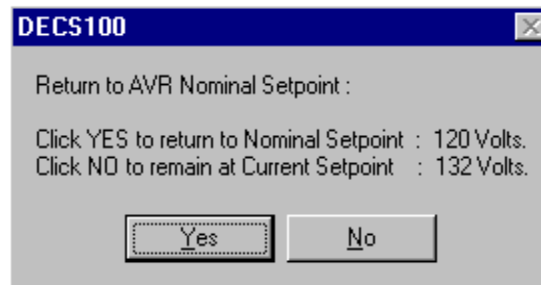 DECS100
Return to AVR Nominal Setpoint :
Click YES to return to Nominal Setpoint : 120 Volts.
Click NO to remain at Current Setpoint : 132 Volts.
Yes No